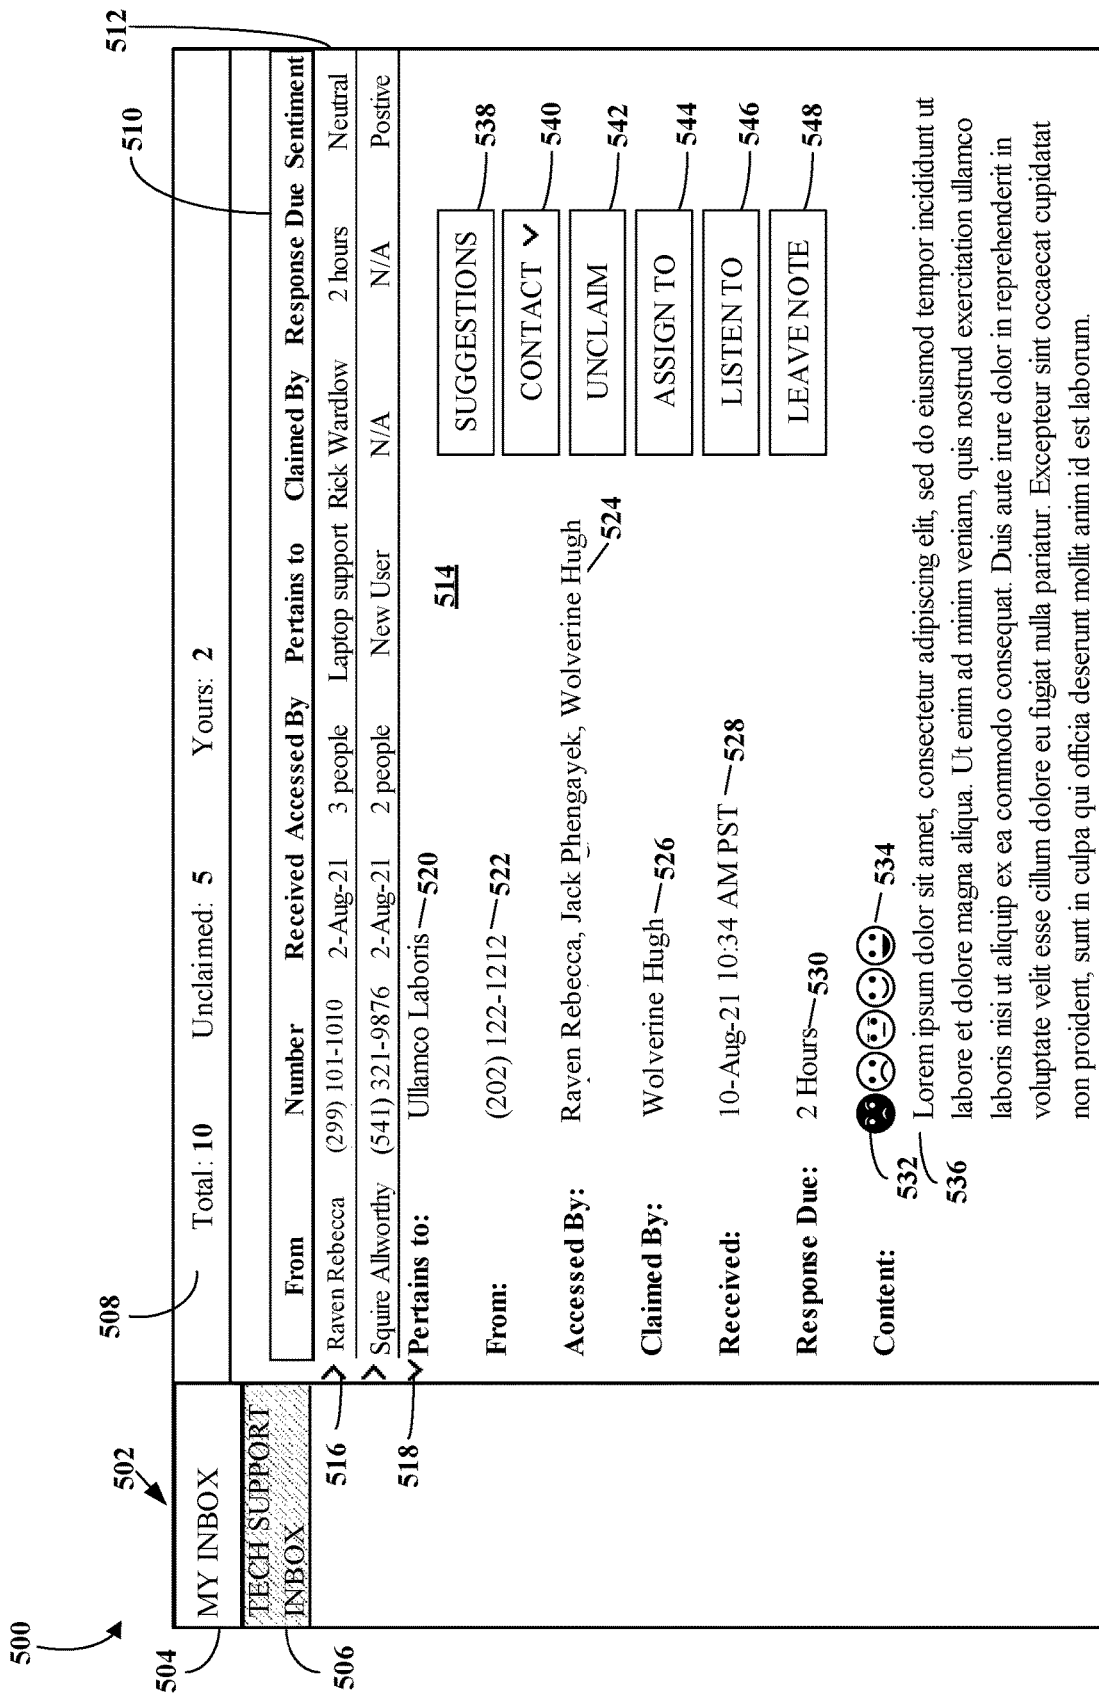 500
502
504
MY INBOX
506
TECH SUPPORT
INBOX
508
Total: 10 Unclaimed: 5 Yours: 2
510
512
From Number Received Accessed By Pertains to Claimed By Response Due Sentiment
516
Raven Rebecca (299) 101-1010 2-Aug-21 3 people Laptop support Rick Wardlow 2 hours Neutral
Squire Allworthy (541) 321-9876 2-Aug-21 2 people New User N/A N/A Postive
518
514
Pertains to: Ullamco Laboris 520
From: (202) 122-1212 522
Accessed By: Raven Rebecca, Jack Phengayek, Wolverine Hugh 524
Claimed By: Wolverine Hugh 526
Received: 10-Aug-21 10:34 AM PST 528
Response Due: 2 Hours 530
SUGGESTIONS 538
CONTACT 540
UNCLAIM 542
ASSIGN TO 544
LISTEN TO 546
LEAVE NOTE 548
Content:
532
534
536
Lorem ipsum dolor sit amet, consectetur adipiscing elit, sed do eiusmod tempor incididunt ut
labore et dolore magna aliqua. Ut enim ad minim veniam, quis nostrud exercitation ullamco
laboris nisi ut aliquip ex ea commodo consequat. Duis aute irure dolor in reprehenderit in
voluptate velit esse cillum dolore eu fugiat nulla pariatur. Excepteur sint occaecat cupidatat
non proident, sunt in culpa qui officia deserunt mollit anim id est laborum.